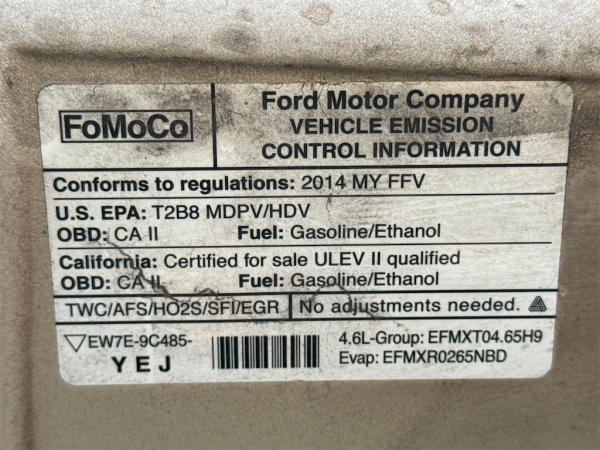 FoMoCo
Ford Motor Company
VEHICLE EMISSION
CONTROL INFORMATION
Conforms to regulations: 2014 MY FFV
U.S. EPA: T2B8 MDPV/HDV
OBD: CA II Fuel: Gasoline/Ethanol
California: Certified for sale ULEV II qualified
OBD: CA II Fuel: Gasoline/Ethanol
TWC/AFS/HO2S/SFI/EGR No adjustments needed.
EW7E-9C485-
YEJ
4.6L-Group: EFMXT04.65H9
Evap: EFMXR0265NBD